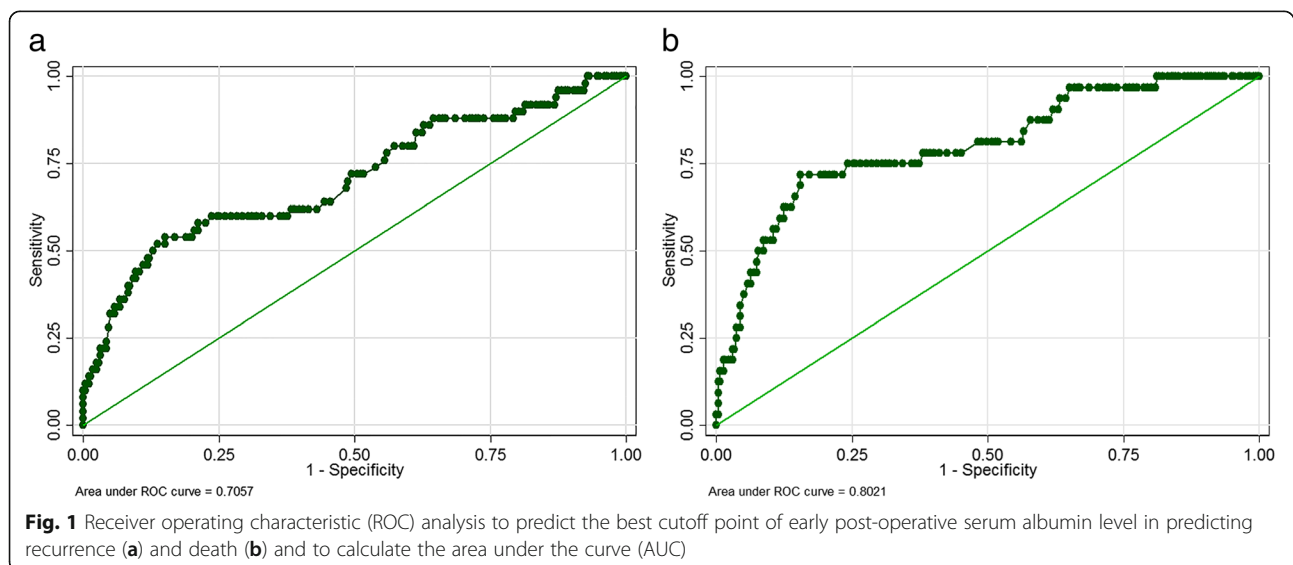 a
1.00
0.75
0.50
0.25
0.00
Sensitivity
0.00 0.25 0.50 0.75 1.00
1 - Specificity
Area under ROC curve = 0.7057
b
1.00
0.75
0.50
0.25
0.00
Sensitivity
0.00 0.25 0.50 0.75 1.00
1 - Specificity
Area under ROC curve = 0.8021
Fig. 1 Receiver operating characteristic (ROC) analysis to predict the best cutoff point of early post-operative serum albumin level in predicting
recurrence (a) and death (b) and to calculate the area under the curve (AUC)